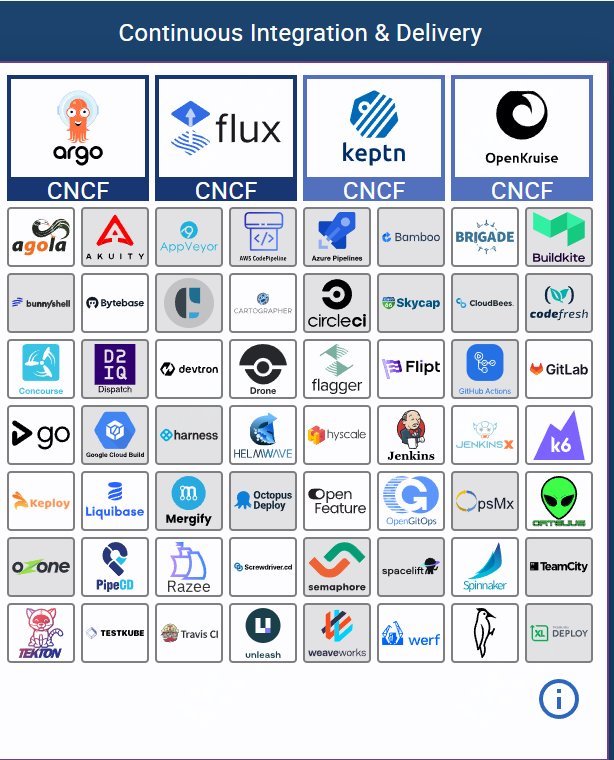 Continuous Integration & Delivery
argo
flux
keptn
OpenKruise
CNCF
CNCF
CNCF
CNCF
agola
AKUITY
AppVeyor
AWS CodePipeline
Azure Pipelines
Bamboo
BRIGADE
Buildkite
bunnyshell
Bytebase
CARTOGRAPHER
circleci
Skycap
CloudBees.
codefresh
Concourse
D2
IQ
Dispatch
devtron
Drone
flagger
Flipt
GitHub Actions
GitLab
go
Google Cloud Build
harness
HELMWAVE
hyscale
Jenkins
JENKINS X
k6
Keploy
Liquibase
Mergify
Octopus
Deploy
Open
Feature
OpenGitOps
OpsMx
ORTELIUS
ozone
PipeCD
Razee
Screwdriver.cd
semaphore
spacelift
Spinnaker
TeamCity
TEKTON
TESTKUBE
Travis CI
unleash
weaveworks
werf
XL
DEPLOY